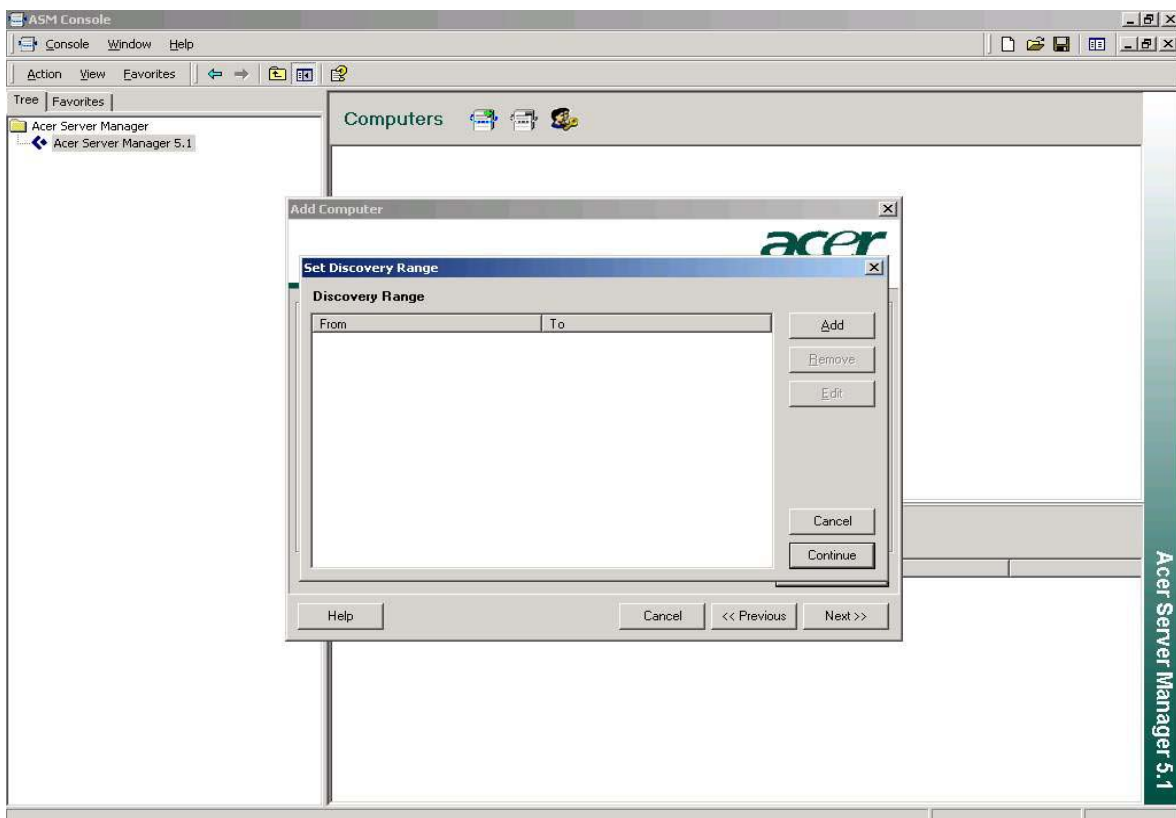 ASM Console
Console Window Help
Action View Favorites
Tree Favorites
Acer Server Manager
Acer Server Manager 5.1
Computers
Add Computer
acer
Set Discovery Range
Discovery Range
From To
Add
Remove
Edit
Cancel
Continue
Help Cancel << Previous Next >>
Acer Server Manager 5.1